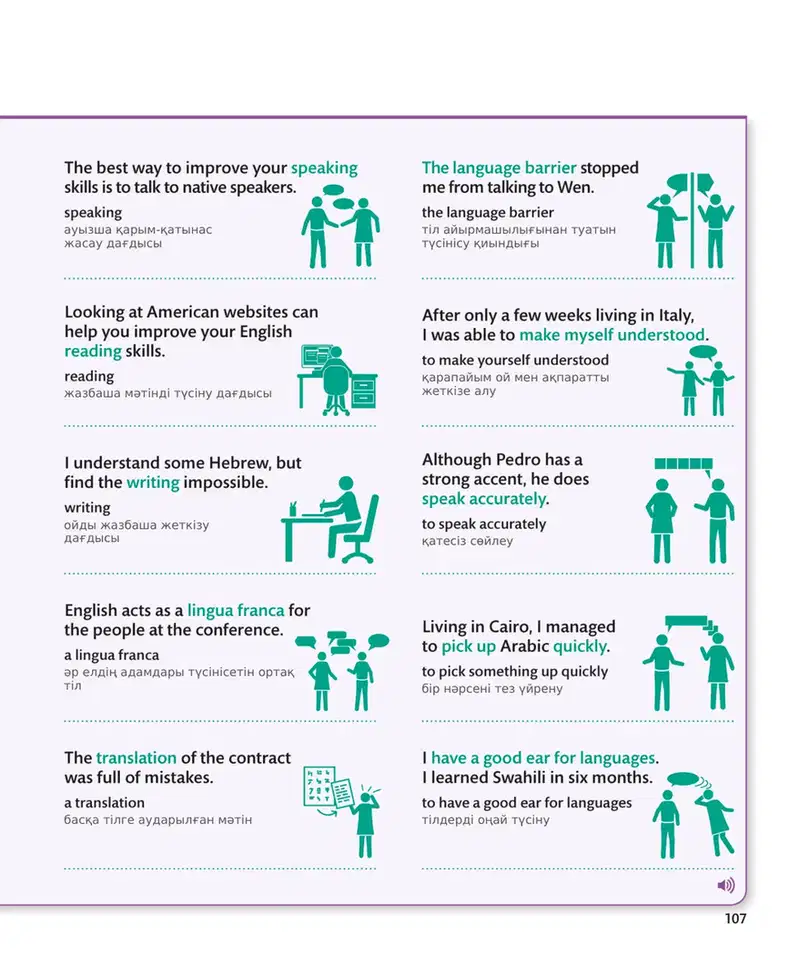 The best way to improve your speaking
skills is to talk to native speakers.
speaking
ауызша қарым-қатынас
жасау дағдысы
Looking at American websites can
help you improve your English
reading skills.
reading
жазбаша мәтінді түсіну дағдысы
I understand some Hebrew, but
find the writing impossible.
writing
ойды жазбаша жеткізу
дағдысы
English acts as a lingua franca for
the people at the conference.
a lingua franca
әр елдің адамдары түсінісетін ортақ
тіл
The translation of the contract
was full of mistakes.
a translation
басқа тілге аударылған мәтін
The language barrier stopped
me from talking to Wen.
the language barrier
тіл айырмашылығынан туатын
түсінісу қиындығы
After only a few weeks living in Italy,
I was able to make myself understood.
to make yourself understood
қарапайым ой мен ақпаратты
жеткізе алу
Although Pedro has a
strong accent, he does
speak accurately.
to speak accurately
қатесіз сөйлеу
Living in Cairo, I managed
to pick up Arabic quickly.
to pick something up quickly
бір нәрсені тез үйрену
I have a good ear for languages.
I learned Swahili in six months.
to have a good ear for languages
тілдерді оңай түсіну
107